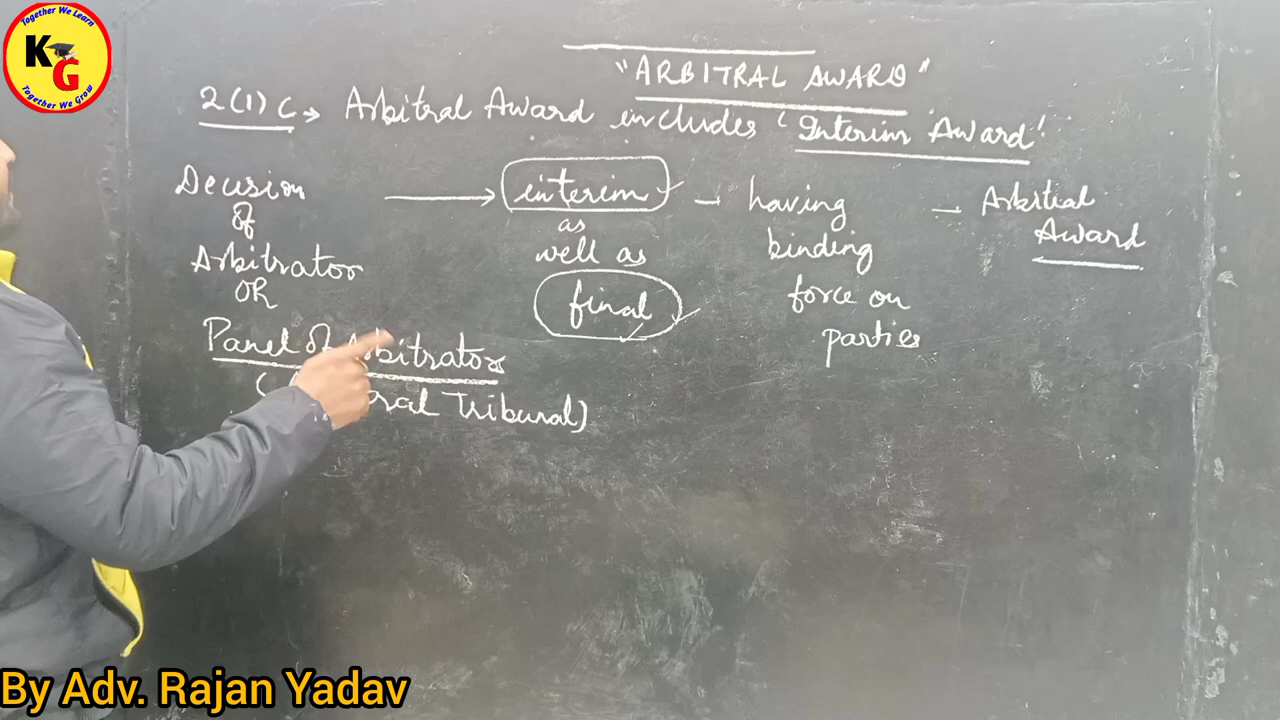 Together We Learn
KG
Together We Grow
"ARBITRAL AWARD"
2(1) c → Arbitral Award includes 'Interim Award'
Decision
of
Arbitrator
OR
Panel of Arbitrator
Tribunal)
→ interim
as
well as
final
- having
binding
force on
parties
- Arbitral
Award
By Adv. Rajan Yadav